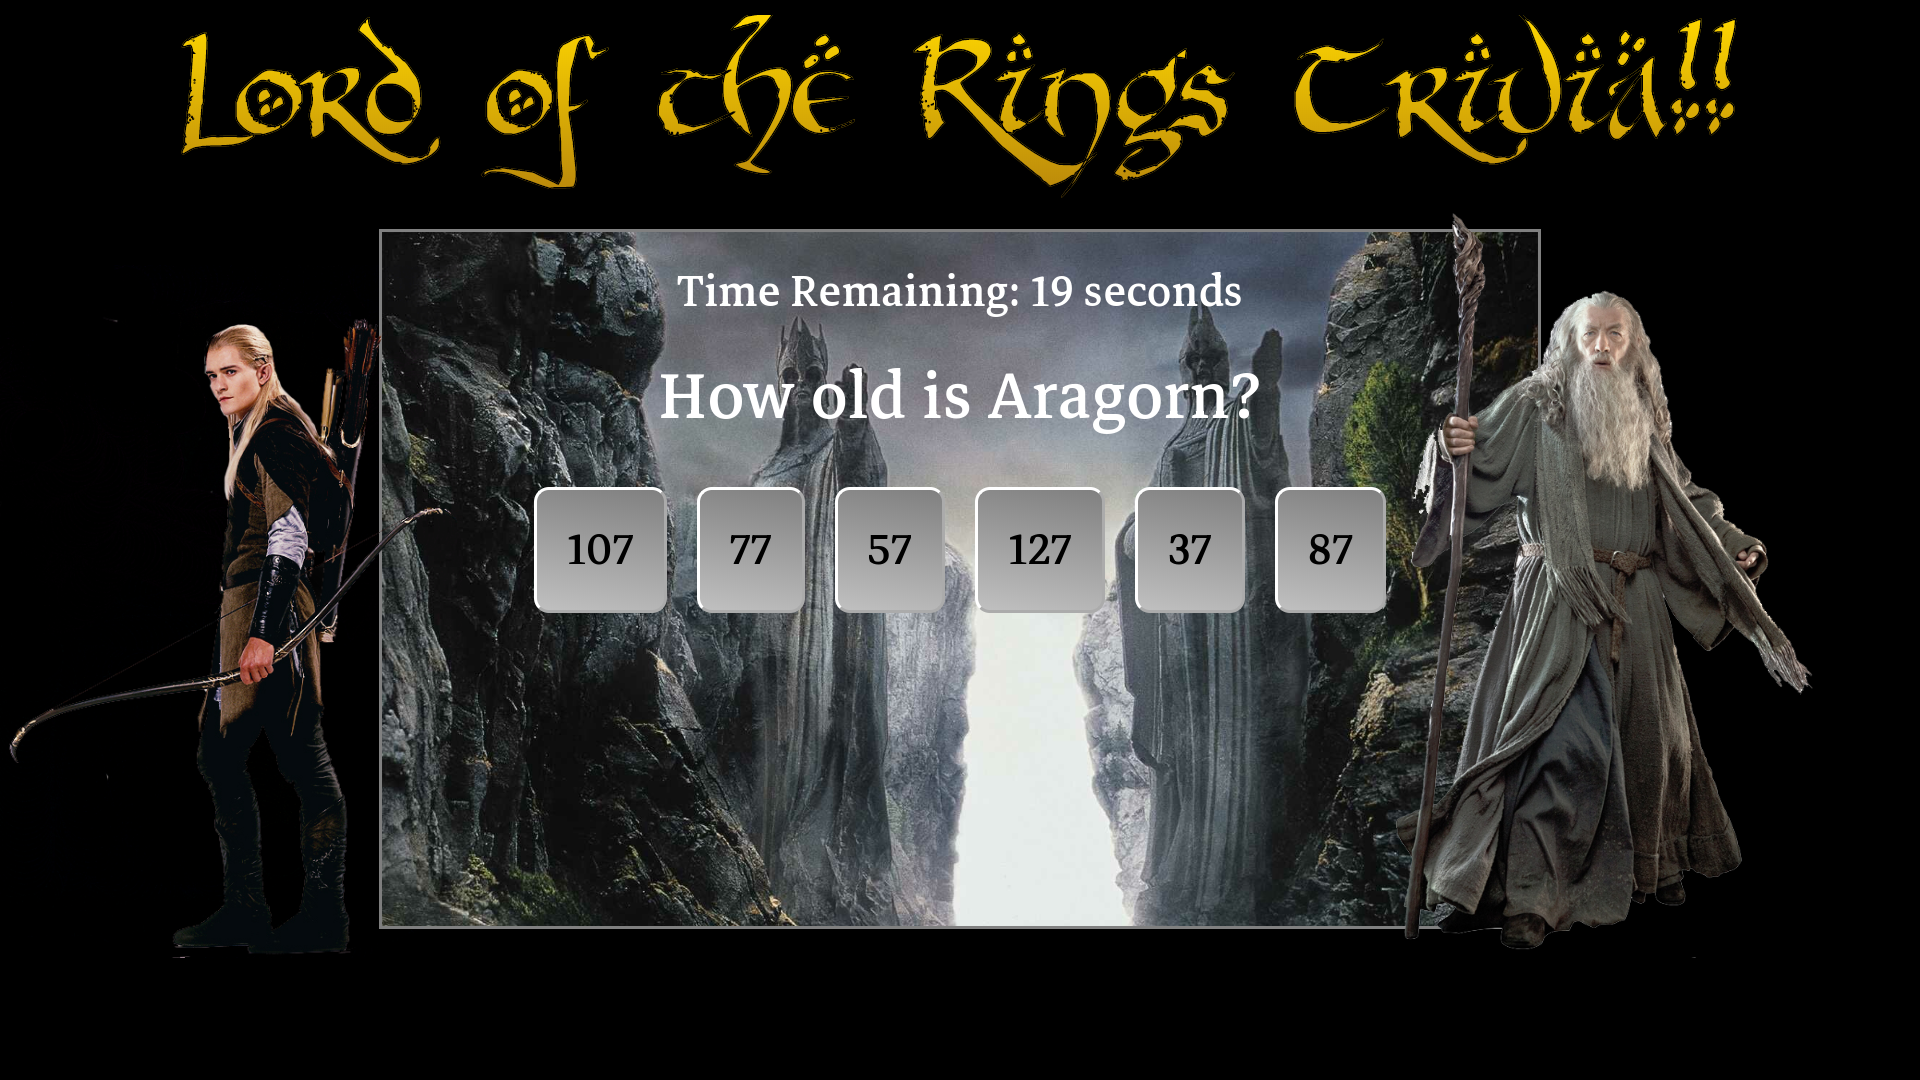 Lord of the Rings Trivia!!
Time Remaining: 19 seconds
How old is Aragorn?
107 77 57 127 37 87